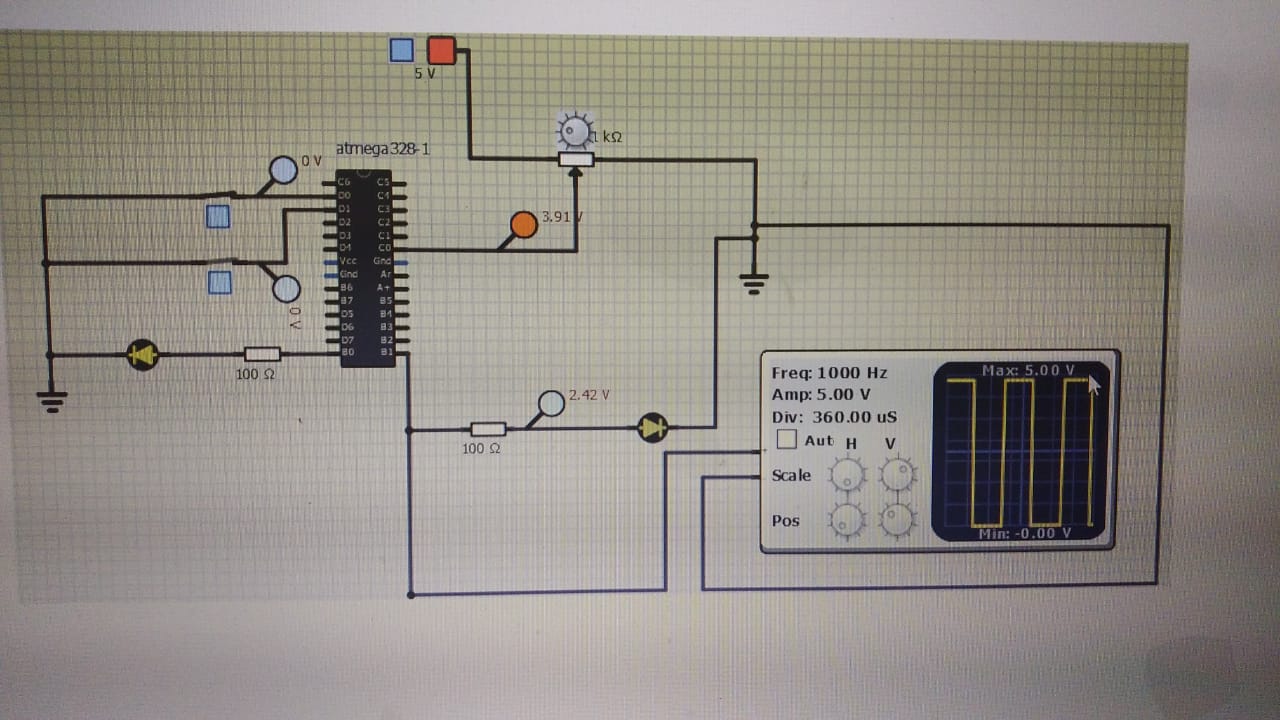 5 V
1 kΩ
atmega328-1
0 V
3.91 V
C6 C5
D0 C4
D1 C3
D2 C2
D3 C1
D4 C0
Vcc Gnd
Gnd Ar
B6 A+
B7 B5
D5 B4
D6 B3
D7 B2
B0 B1
0 V
100 Ω
2.42 V
100 Ω
Freq: 1000 Hz
Amp: 5.00 V
Div: 360.00 uS
Aut H V
Scale
Pos
Max: 5.00 V
Min: -0.00 V